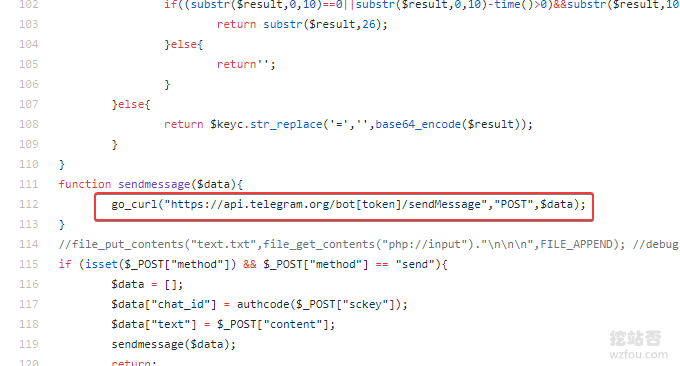 102 if((substr($result,0,10)==0||substr($result,0,10)-time()>0)&&substr($result,10
103 return substr($result,26);
104 }else{
105 return'';
106 }
107 }else{
108 return $keyc.str_replace('=','',base64_encode($result));
109 }
110 }
111 function sendmessage($data){
112 go_curl("https://api.telegram.org/bot[token]/sendMessage","POST",$data);
113 }
114 //file_put_contents("text.txt",file_get_contents("php://input")."\n\n\n",FILE_APPEND); //debug
115 if (isset($_POST["method"]) && $_POST["method"] == "send"){
116 $data = [];
117 $data["chat_id"] = authcode($_POST["sckey"]);
118 $data["text"] = $_POST["content"];
119 sendmessage($data);
120 return;
挖站否
wzfou.com